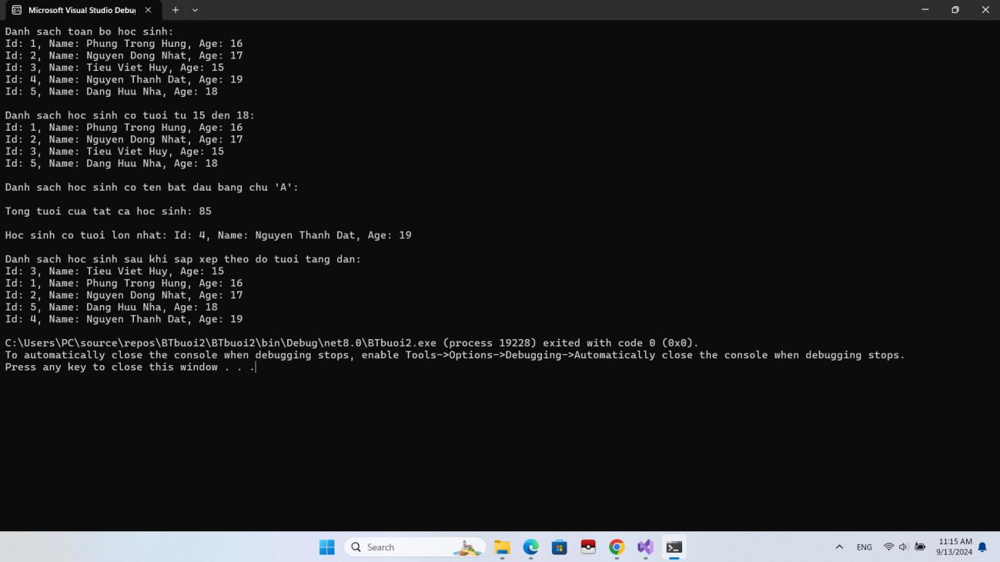 Microsoft Visual Studio Debu
Danh sach toan bo hoc sinh:
Id: 1, Name: Phung Trong Hung, Age: 16
Id: 2, Name: Nguyen Dong Nhat, Age: 17
Id: 3, Name: Tieu Viet Huy, Age: 15
Id: 4, Name: Nguyen Thanh Dat, Age: 19
Id: 5, Name: Dang Huu Nha, Age: 18
Danh sach hoc sinh co tuoi tu 15 den 18:
Id: 1, Name: Phung Trong Hung, Age: 16
Id: 2, Name: Nguyen Dong Nhat, Age: 17
Id: 3, Name: Tieu Viet Huy, Age: 15
Id: 5, Name: Dang Huu Nha, Age: 18
Danh sach hoc sinh co ten bat dau bang chu 'A':
Tong tuoi cua tat ca hoc sinh: 85
Hoc sinh co tuoi lon nhat: Id: 4, Name: Nguyen Thanh Dat, Age: 19
Danh sach hoc sinh sau khi sap xep theo do tuoi tang dan:
Id: 3, Name: Tieu Viet Huy, Age: 15
Id: 1, Name: Phung Trong Hung, Age: 16
Id: 2, Name: Nguyen Dong Nhat, Age: 17
Id: 5, Name: Dang Huu Nha, Age: 18
Id: 4, Name: Nguyen Thanh Dat, Age: 19
C:\Users\PC\source\repos\BTbuoi2\BTbuoi2\bin\Debug\net8.0\BTbuoi2.exe (process 19228) exited with code 0 (0x0).
To automatically close the console when debugging stops, enable Tools->Options->Debugging->Automatically close the console when debugging stops.
Press any key to close this window . . .
Search
ENG
11:15 AM
9/13/2024